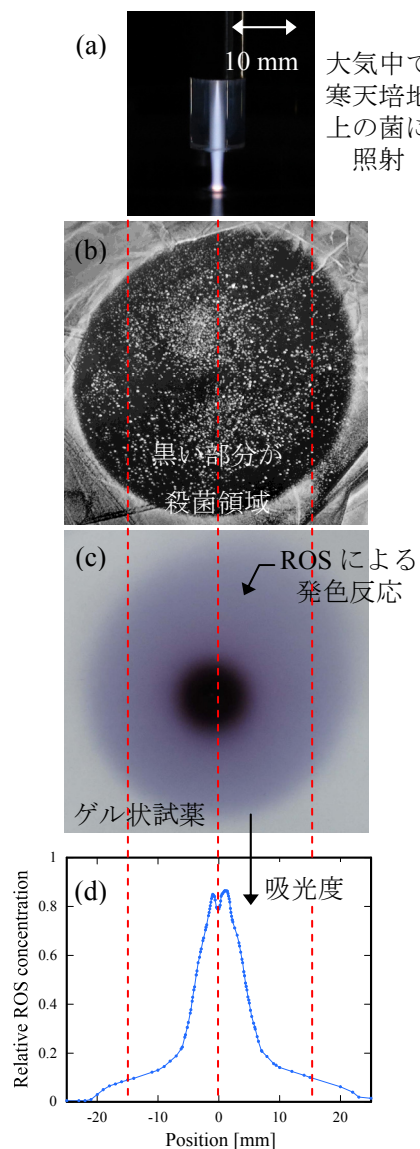 (a)
10 mm
大気中で
寒天培地
上の菌に
照射
(b)
黒い部分が
殺菌領域
(c)
ROS による
発色反応
ゲル状試薬
吸光度
(d)
Relative ROS concentration
1
0.8
0.6
0.4
0.2
0
-20
-10
0
10
20
Position [mm]